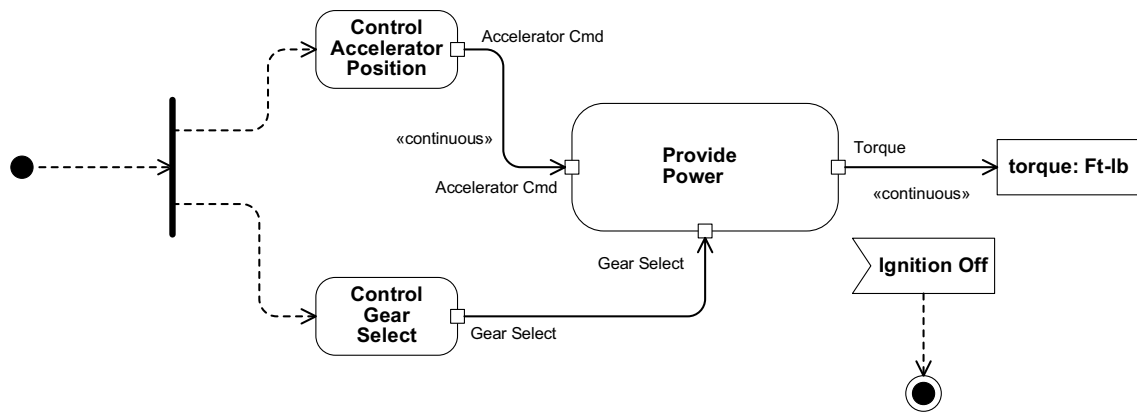 Control
Accelerator
Position
Accelerator Cmd
«continuous»
Accelerator Cmd
Provide
Power
Torque
«continuous»
torque: Ft-lb
Gear Select
Ignition Off
Control
Gear
Select
Gear Select